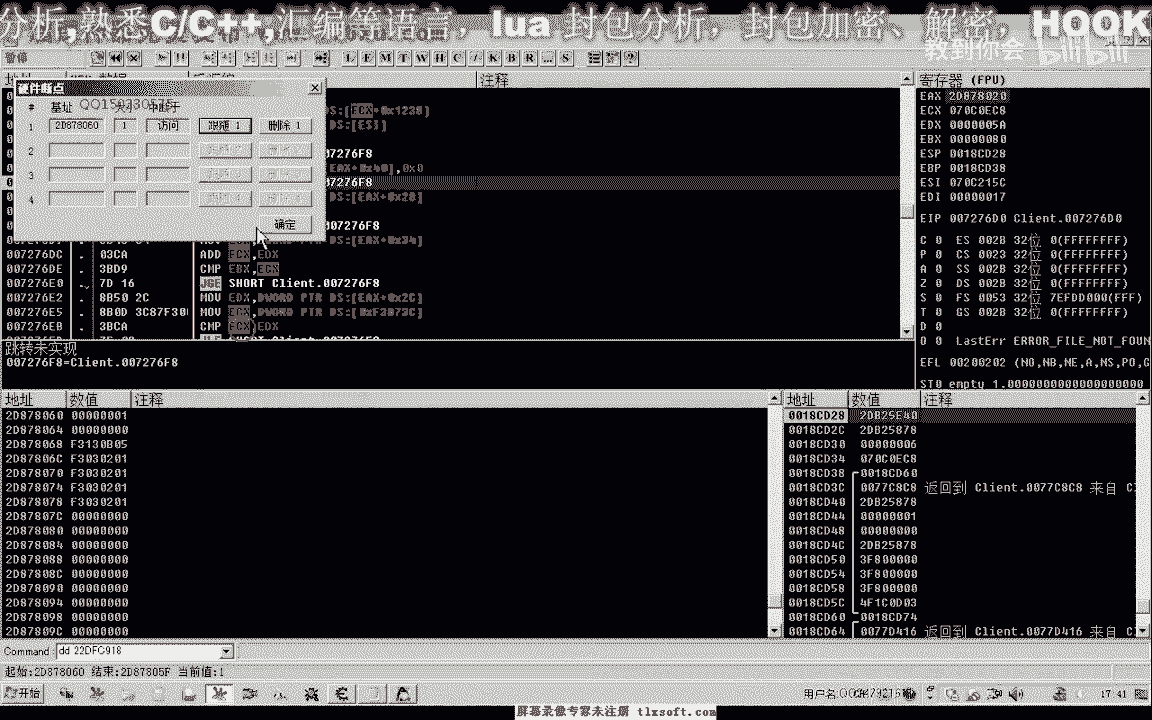 分析,熟悉C/C++,汇编等语言，lua 封包分析，封包加密、解密，HOOK
教到你会 bilibili
暂停
L E M T W H C / K B R ... S
注释
寄存器 (FPU)
硬件断点
# 基址 大小 中断于
1 2D878060 1 访问 跟随 1 删除 1
2
3
4
确定
DS:[ECX+0x1239]
DS:[ESI]
07276F8
[EAX+0x40],0x0
07276F8
DS:[EAX+0x28]
07276F8
DS:[EAX+0x34]
007276DC 03CA ADD ECX,EDX
007276DE 3BD9 CMP EBX,ECX
007276E0 7D 16 JGE SHORT Client.007276F8
007276E2 8B50 2C MOV EDX,DWORD PTR DS:[EAX+0x2C]
007276E5 8B0D 3C87F300 MOV ECX,DWORD PTR DS:[0xF3873C]
007276EB 3BCA CMP ECX,EDX
EAX 2D878020
ECX 070C0EC8
EDX 0000005A
EBX 00000080
ESP 0018CD28
EBP 0018CD38
ESI 070C215C
EDI 00000017
EIP 007276D0 Client.007276D0
C 0 ES 002B 32位 0(FFFFFFFF)
P 0 CS 0023 32位 0(FFFFFFFF)
A 0 SS 002B 32位 0(FFFFFFFF)
Z 0 DS 002B 32位 0(FFFFFFFF)
S 0 FS 0053 32位 7EFDD000(FFF)
T 0 GS 002B 32位 0(FFFFFFFF)
D 0
O 0 LastErr ERROR_FILE_NOT_FOUN
EFL 00200202 (NO,NB,NE,A,NS,PO,G
ST0 empty 1.0000000000000000000
跳转未实现
007276F8=Client.007276F8
地址 数值 注释
2D878060 00000001
2D878064 00000000
2D878068 F3130B05
2D87806C F3030201
2D878070 F3030201
2D878074 F3030201
2D878078 F3030201
2D87807C 00000000
2D878080 00000000
2D878084 00000000
2D878088 00000000
2D87808C 00000000
2D878090 00000000
2D878094 00000000
2D878098 00000000
2D87809C 00000000
地址 数值 注释
0018CD28 2DB25E40
0018CD2C 2DB25878
0018CD30 00000006
0018CD34 070C0EC8
0018CD38 0018CD60
0018CD3C 0077C8C8 返回到 Client.0077C8C8 来自 C
0018CD40 2DB25878
0018CD44 00000001
0018CD48 00000000
0018CD4C 2DB25878
0018CD50 3F800000
0018CD54 3F800000
0018CD58 3F800000
0018CD5C 4F1C0D03
0018CD60 0018CD74
0018CD64 0077D416 返回到 Client.0077D416 来自 C
Command: dd 22DFC918
起始:2D878060 结束:2D87805F 当前值:1
开始
17:41
屏幕录像专家未注册 tlxsoft.com